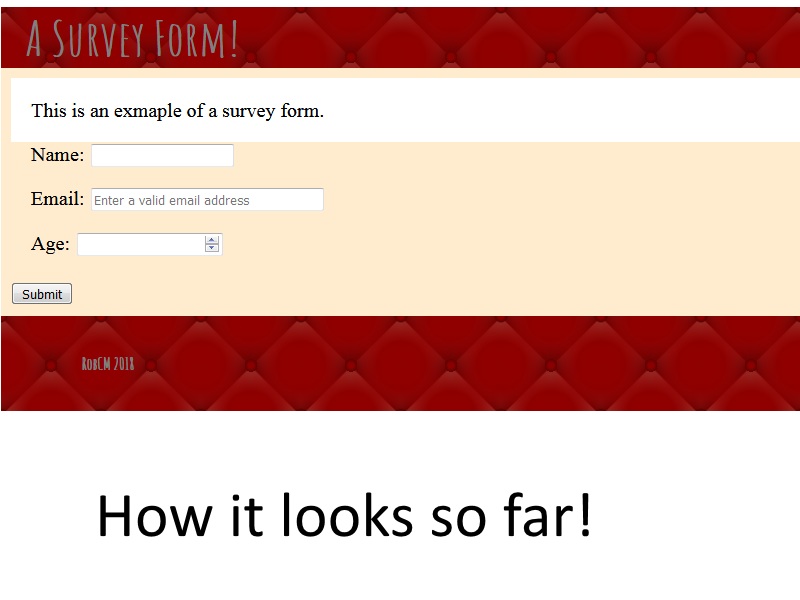 A Survey Form!
This is an exmaple of a survey form.
Name:
Email: Enter a valid email address
Age:
Submit
RobCM 2018
How it looks so far!